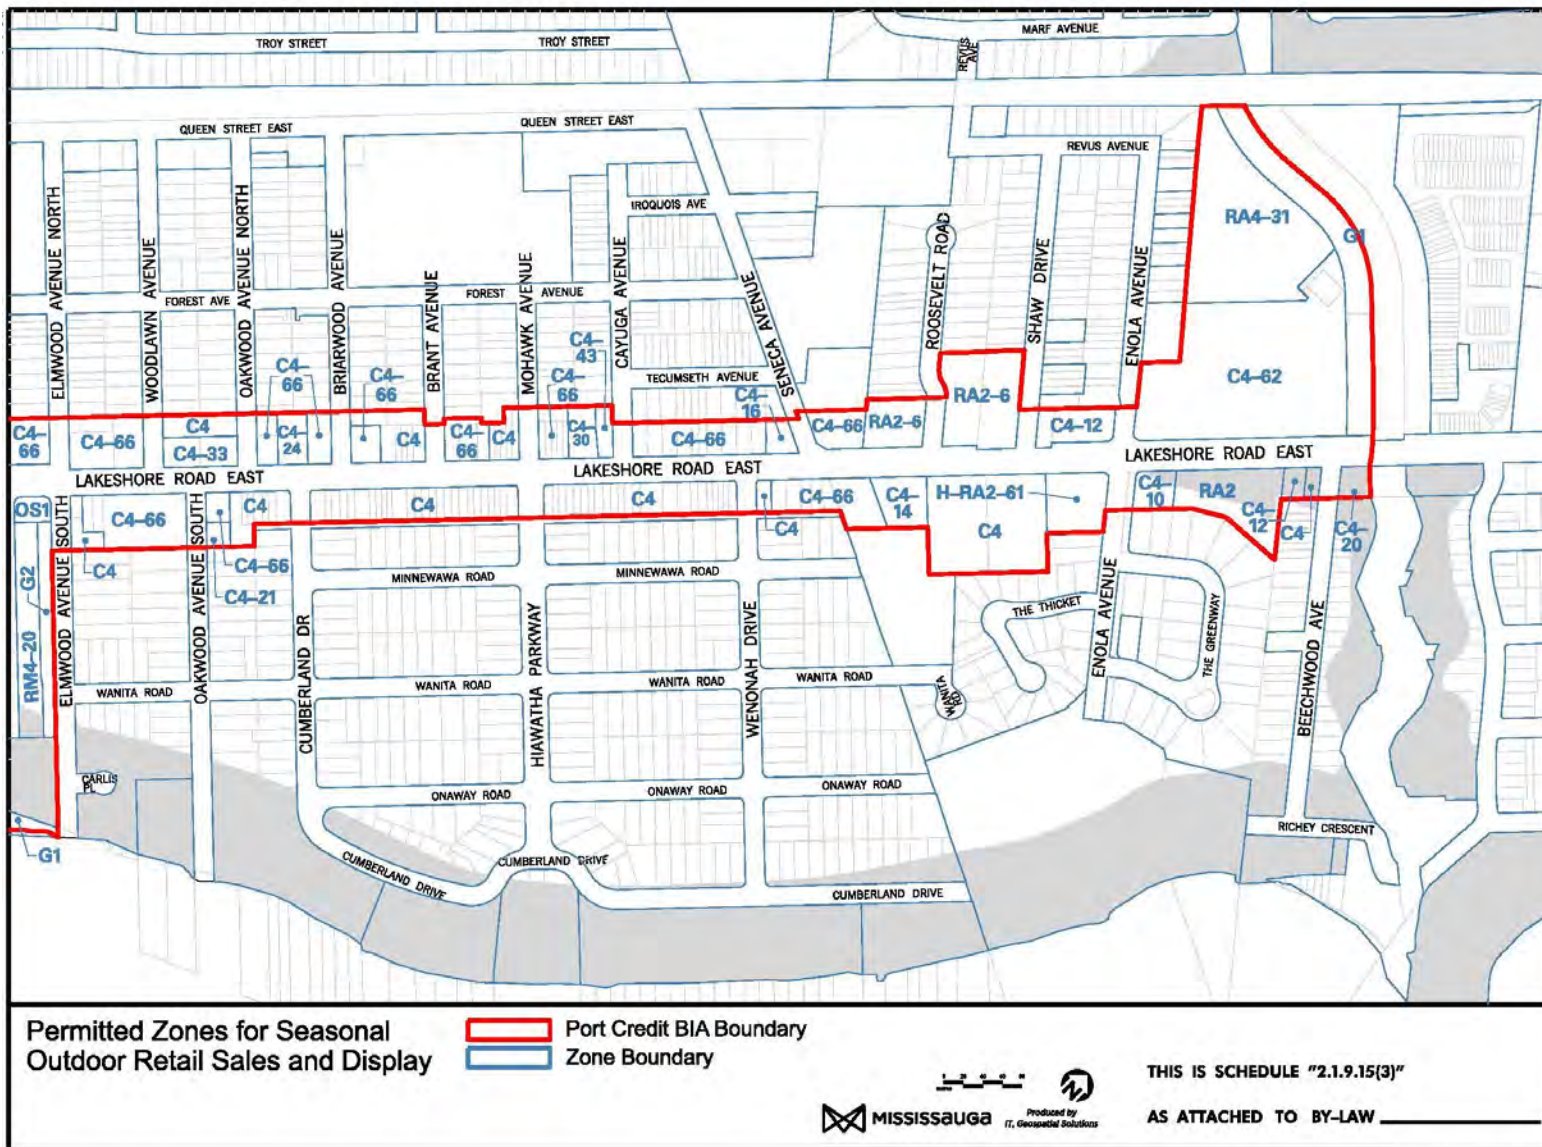 MARF AVENUE
TROY STREET
TROY STREET
REVUS
AVE
QUEEN STREET EAST
QUEEN STREET EAST
REVUS AVENUE
ELMWOOD AVENUE NORTH
WOODLAWN AVENUE
OAKWOOD AVENUE NORTH
BRIARWOOD AVENUE
IROQUOIS AVE
ROOSEVELT ROAD
SHAW DRIVE
ENOLA AVENUE
RA4-31
G1
FOREST AVE
FOREST AVENUE
BRANT AVENUE
MOHAWK AVENUE
CAYUGA AVENUE
SENECA AVENUE
C4-
43
C4-
66
C4-
66
C4-
66
TECUMSETH AVENUE
C4-
16
C4-62
RA2-6
C4-
66
C4-66
C4
C4-33
C4-
24
C4
C4-
66
C4
C4-
30
C4-66
C4-66
RA2-6
C4-12
LAKESHORE ROAD EAST
LAKESHORE ROAD EAST
LAKESHORE ROAD EAST
OS1
C4-66
C4
C4
C4
C4-66
C4
C4-
14
H-RA2-61
C4
C4-
10
RA2
C4-
12
C4
C4-
20
C4
C4-66
C4-21
G2
RM4-20
ELMWOOD AVENUE SOUTH
OAKWOOD AVENUE SOUTH
CUMBERLAND DR
MINNEWAWA ROAD
MINNEWAWA ROAD
HIAWATHA PARKWAY
WENONAH DRIVE
THE THICKET
ENOLA AVENUE
THE GREENWAY
BEECHWOOD AVE
WANITA ROAD
WANITA ROAD
WANITA ROAD
WANITA ROAD
WANITA
RD
CARLIS
PL
ONAWAY ROAD
ONAWAY ROAD
ONAWAY ROAD
RICHEY CRESCENT
G1
CUMBERLAND DRIVE
CUMBERLAND DRIVE
CUMBERLAND DRIVE
Permitted Zones for Seasonal
Outdoor Retail Sales and Display
Port Credit BIA Boundary
Zone Boundary
MISSISSAUGA
Produced by
IT, Geospatial Solutions
THIS IS SCHEDULE "2.1.9.15(3)"
AS ATTACHED TO BY-LAW